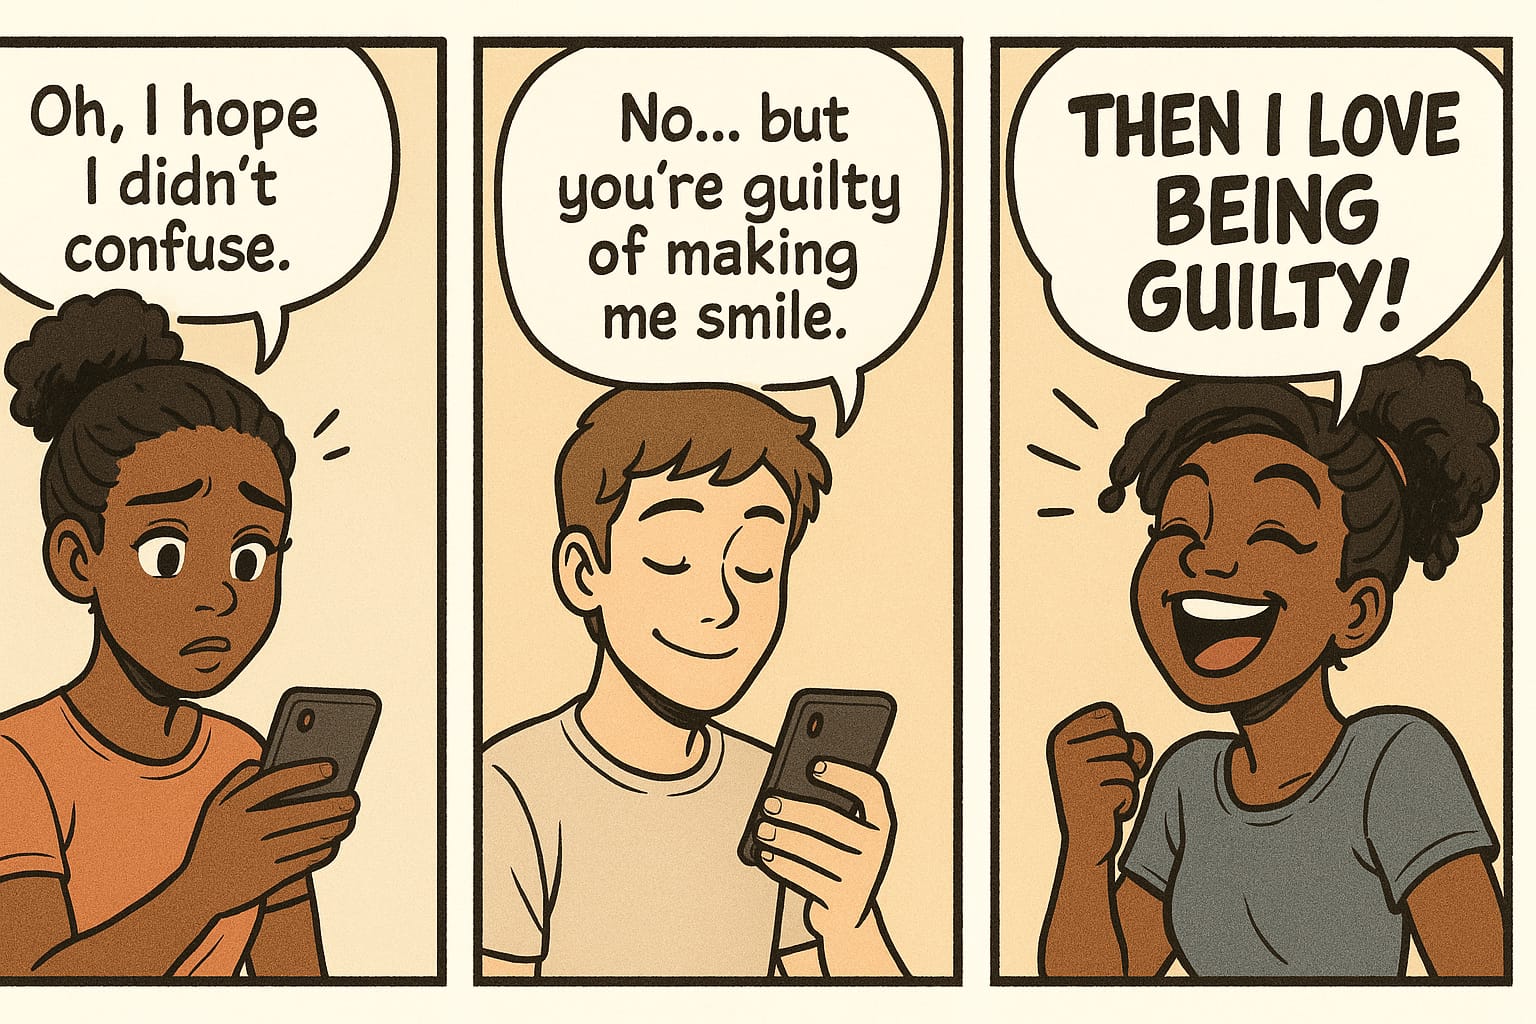 Oh, I hope
I didn't
confuse.
No... but
you're guilty
of making
me smile.
THEN I LOVE
BEING
GUILTY!